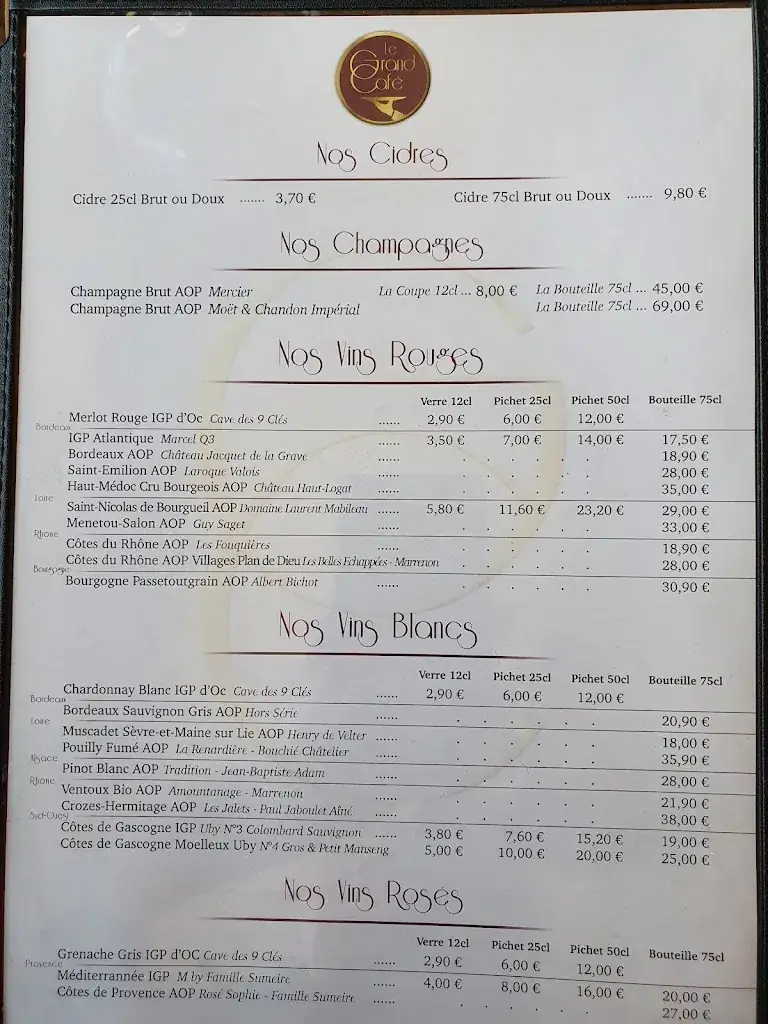 Le
Grand
Café
Nos Cidres
Cidre 25cl Brut ou Doux ....... 3,70 € Cidre 75cl Brut ou Doux ....... 9,80 €
Nos Champagnes
Champagne Brut AOP Mercier La Coupe 12cl ... 8,00 € La Bouteille 75cl ... 45,00 €
Champagne Brut AOP Moët & Chandon Impérial La Bouteille 75cl ... 69,00 €
Nos Vins Rouges
Verre 12cl Pichet 25cl Pichet 50cl Bouteille 75cl
Merlot Rouge IGP d'Oc Cave des 9 Clés ...... 2,90 € 6,00 € 12,00 €
Bordeaux
IGP Atlantique Marcel Q3 ...... 3,50 € 7,00 € 14,00 € 17,50 €
Bordeaux AOP Château Jacquet de la Grave ...... 18,90 €
Saint-Emilion AOP Laroque Valois ...... 28,00 €
Haut-Médoc Cru Bourgeois AOP Château Haut-Logat ...... 35,00 €
Loire
Saint-Nicolas de Bourgueil AOP Domaine Laurent Mabileau ...... 5,80 € 11,60 € 23,20 € 29,00 €
Menetou-Salon AOP Guy Saget ...... 33,00 €
Rhône
Côtes du Rhône AOP Les Fouquières ...... 18,90 €
Côtes du Rhône AOP Villages Plan de Dieu Les Belles Echappées - Marrenon 28,00 €
Bourgogne
Bourgogne Passetoutgrain AOP Albert Bichot ...... 30,90 €
Nos Vins Blancs
Verre 12cl Pichet 25cl Pichet 50cl Bouteille 75cl
Chardonnay Blanc IGP d'Oc Cave des 9 Clés ...... 2,90 € 6,00 € 12,00 €
Bordeaux
Bordeaux Sauvignon Gris AOP Hors Série ...... 20,90 €
Loire
Muscadet Sèvre-et-Maine sur Lie AOP Henry de Velter ...... 18,00 €
Pouilly Fumé AOP La Renardière - Bouchié Châtelier ...... 35,90 €
Alsace
Pinot Blanc AOP Tradition - Jean-Baptiste Adam ...... 28,00 €
Rhône
Ventoux Bio AOP Amountanage - Marrenon ...... 21,90 €
Crozes-Hermitage AOP Les Jalets - Paul Jaboulet Aîné ...... 38,00 €
Sud-Ouest
Côtes de Gascogne IGP Uby N°3 Colombard Sauvignon ...... 3,80 € 7,60 € 15,20 € 19,00 €
Côtes de Gascogne Moelleux Uby N°4 Gros & Petit Manseng 5,00 € 10,00 € 20,00 € 25,00 €
Nos Vins Rosés
Verre 12cl Pichet 25cl Pichet 50cl Bouteille 75cl
Grenache Gris IGP d'OC Cave des 9 Clés ...... 2,90 € 6,00 € 12,00 €
Provence
Méditerrannée IGP M by Famille Sumeire ...... 4,00 € 8,00 € 16,00 € 20,00 €
Côtes de Provence AOP Rosé Sophie - Famille Sumeire ...... 27,00 €